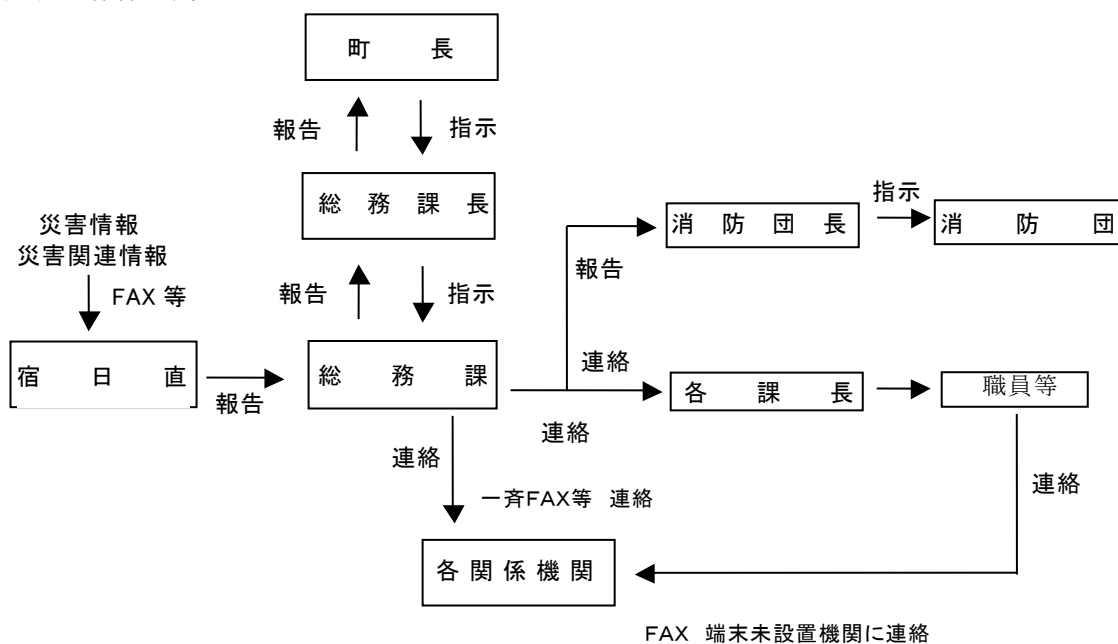 町長
報告
指示
総務課長
災害情報
災害関連情報
FAX 等
報告
指示
消防団長
指示
消防団
報告
宿日直
報告
総務課
連絡
連絡
各課長
職員等
連絡
一斉FAX等 連絡
連絡
各関係機関
FAX 端末未設置機関に連絡